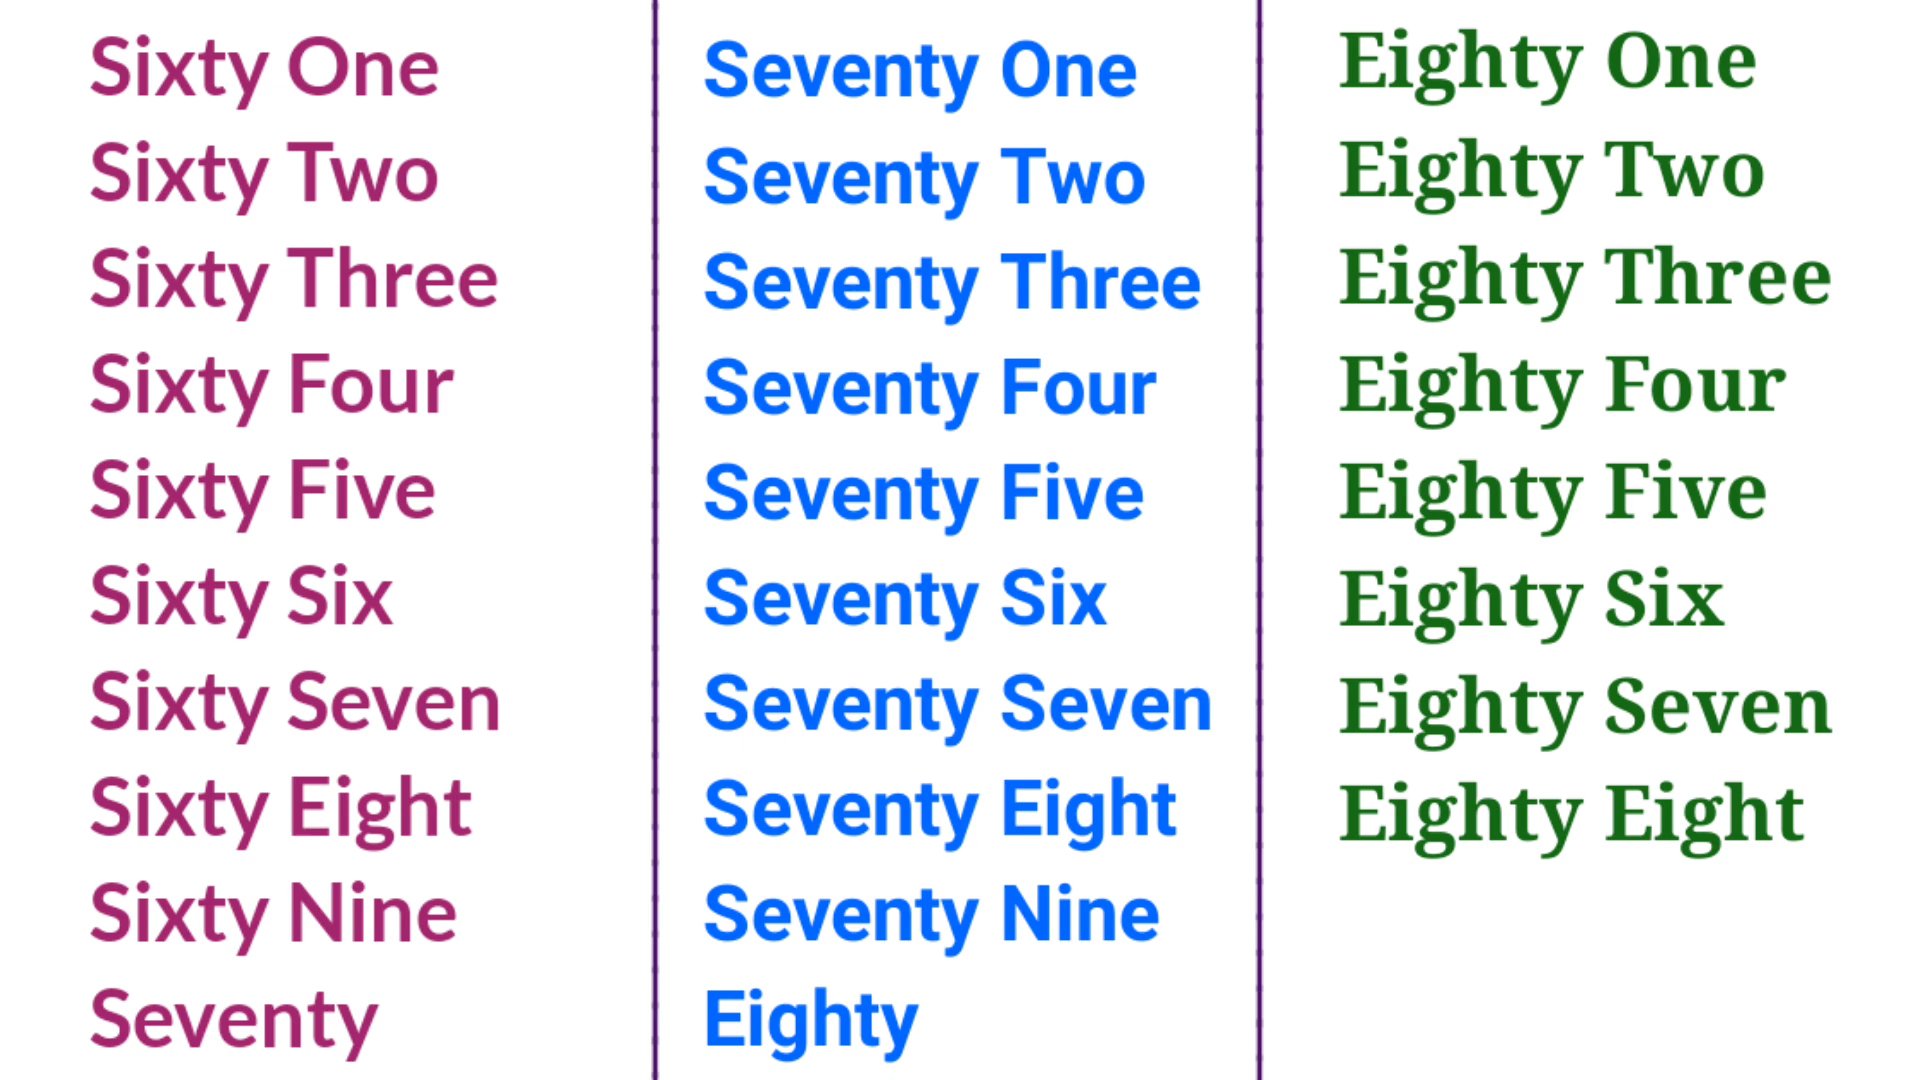 Sixty One
Sixty Two
Sixty Three
Sixty Four
Sixty Five
Sixty Six
Sixty Seven
Sixty Eight
Sixty Nine
Seventy
Seventy One
Seventy Two
Seventy Three
Seventy Four
Seventy Five
Seventy Six
Seventy Seven
Seventy Eight
Seventy Nine
Eighty
Eighty One
Eighty Two
Eighty Three
Eighty Four
Eighty Five
Eighty Six
Eighty Seven
Eighty Eight